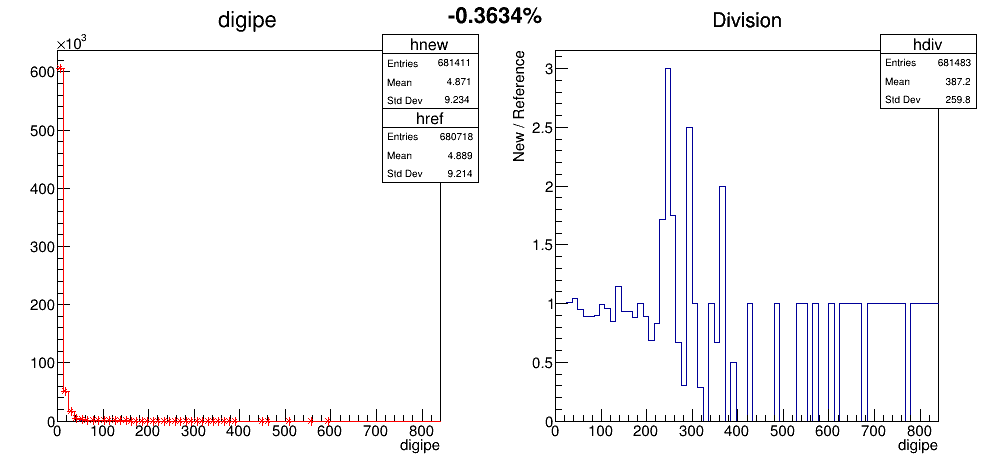 -0.3634%
digipe
×10³
hnew
Entries 681411
Mean 4.871
Std Dev 9.234
href
Entries 680718
Mean 4.889
Std Dev 9.214
600
500
400
300
200
100
0
0 100 200 300 400 500 600 700 800
digipe
Division
hdiv
Entries 681483
Mean 387.2
Std Dev 259.8
New / Reference
3
2.5
2
1.5
1
0.5
0
0 100 200 300 400 500 600 700 800
digipe